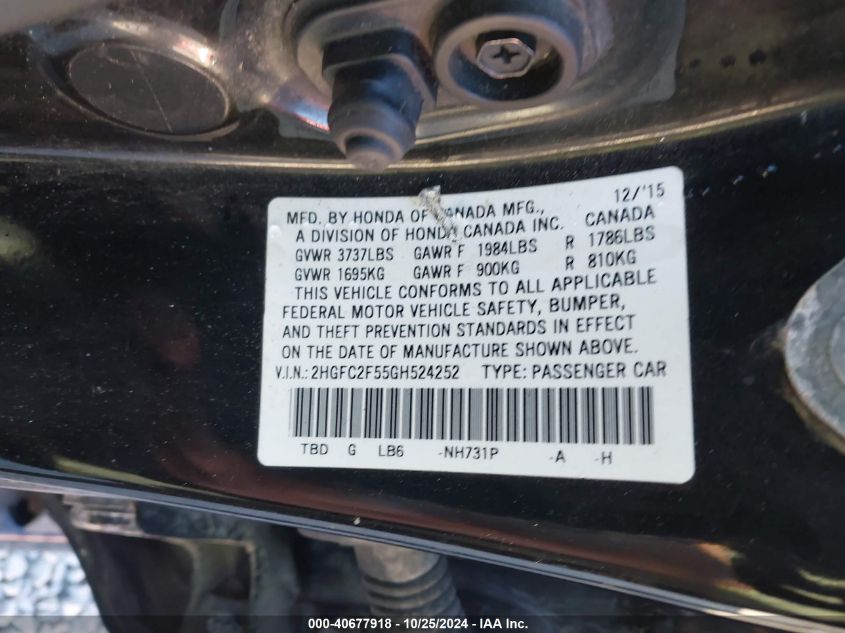 12/'15
MFD. BY HONDA OF CANADA MFG., CANADA
A DIVISION OF HONDA CANADA INC.
GVWR 3737LBS GAWR F 1984LBS R 1786LBS
GVWR 1695KG GAWR F 900KG R 810KG
THIS VEHICLE CONFORMS TO ALL APPLICABLE
FEDERAL MOTOR VEHICLE SAFETY, BUMPER,
AND THEFT PREVENTION STANDARDS IN EFFECT
ON THE DATE OF MANUFACTURE SHOWN ABOVE.
V.I.N.: 2HGFC2F55GH524252 TYPE: PASSENGER CAR
TBD G LB6 -NH731P -A -H
000-40677918 - 10/25/2024 - IAA Inc.